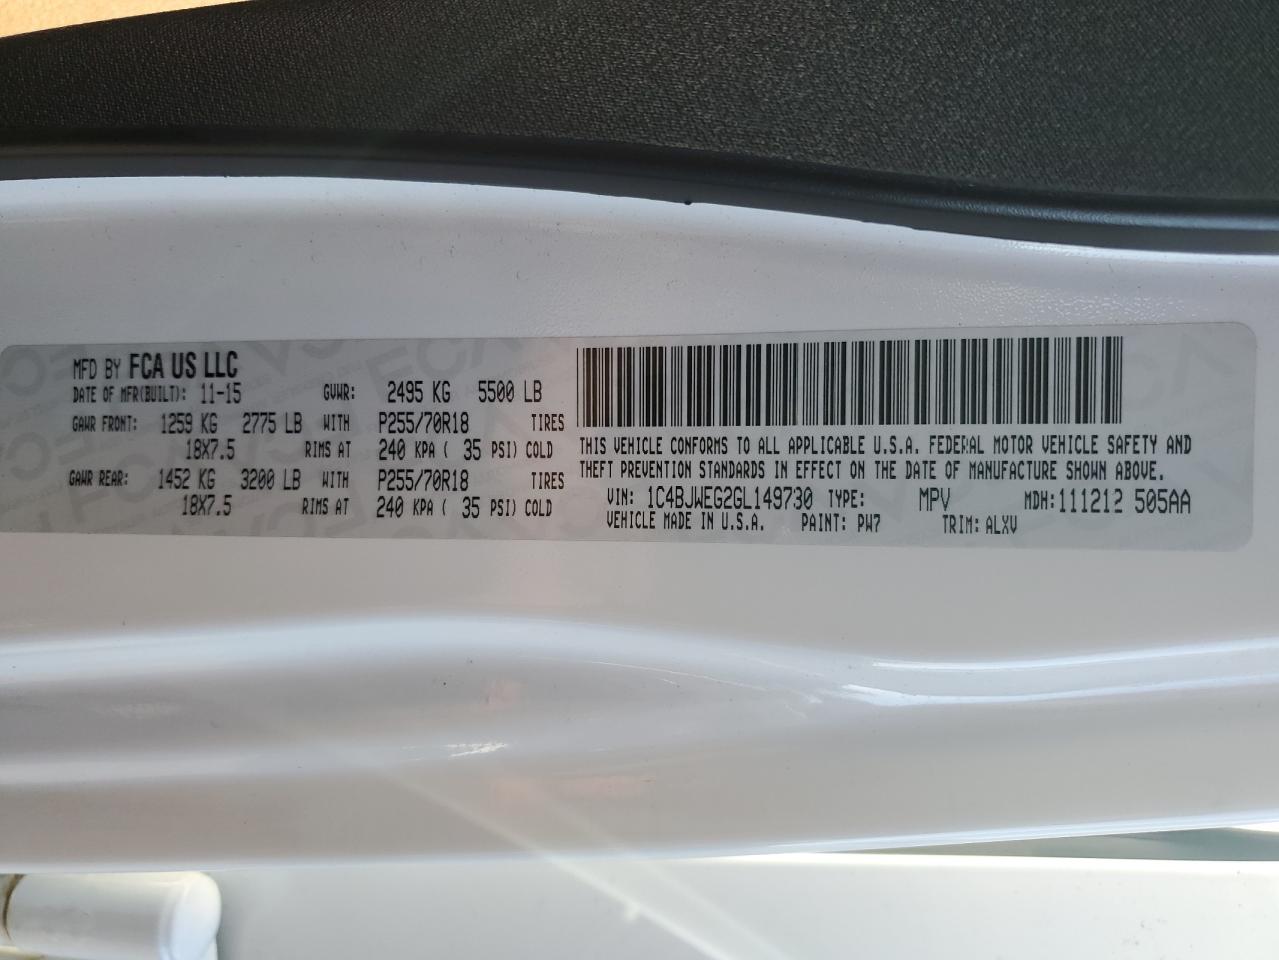 MFD BY FCA US LLC
DATE OF MFR(BUILT): 11-15 GVWR: 2495 KG 5500 LB
GAWR FRONT: 1259 KG 2775 LB WITH P255/70R18 TIRES
18X7.5 RIMS AT 240 KPA ( 35 PSI) COLD
GAWR REAR: 1452 KG 3200 LB WITH P255/70R18 TIRES
18X7.5 RIMS AT 240 KPA ( 35 PSI) COLD
THIS VEHICLE CONFORMS TO ALL APPLICABLE U.S.A. FEDERAL MOTOR VEHICLE SAFETY AND
THEFT PREVENTION STANDARDS IN EFFECT ON THE DATE OF MANUFACTURE SHOWN ABOVE.
VIN: 1C4BJWEG2GL149730 TYPE: MPV MDH: 111212 505AA
VEHICLE MADE IN U.S.A. PAINT: PW7 TRIM: ALXV